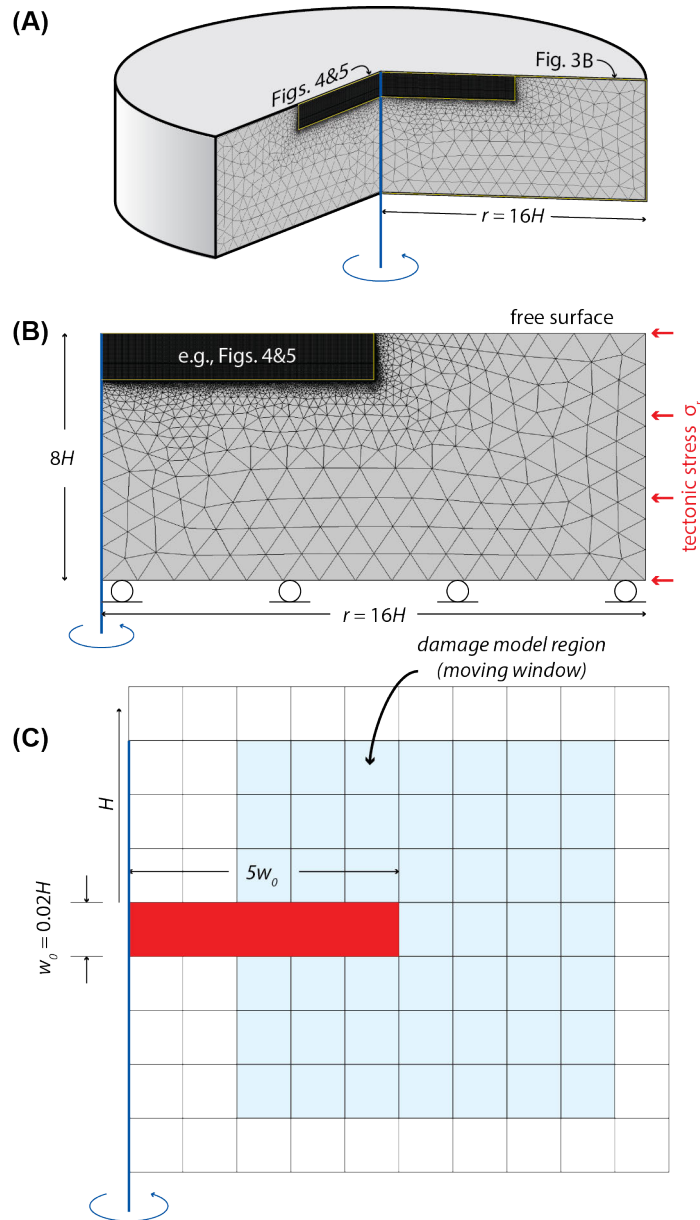 (A)
Figs. 4&5
Fig. 3B
r = 16H
(B)
free surface
e.g., Figs. 4&5
8H
tectonic stress σr
r = 16H
damage model region
(moving window)
(C)
H
5w₀
w₀ = 0.02H